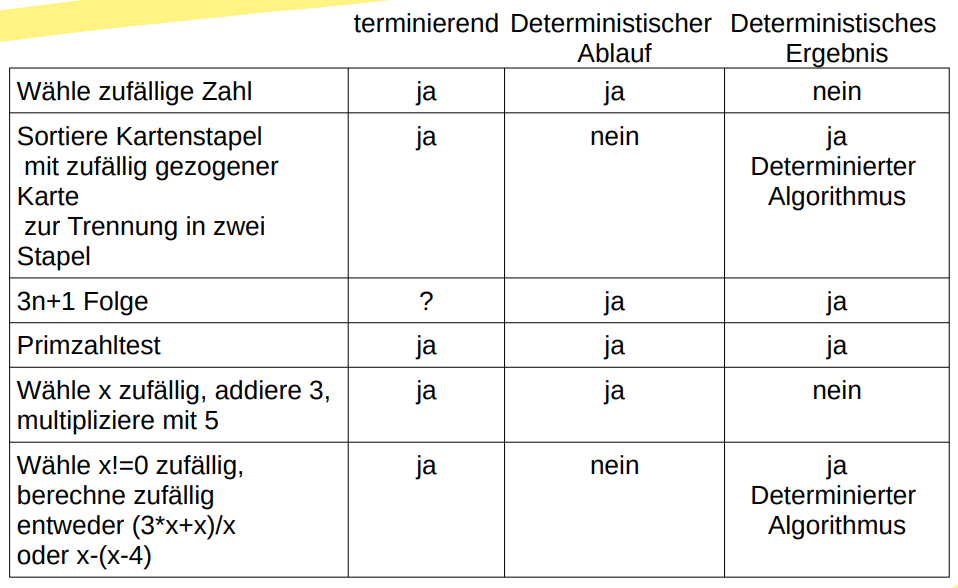 terminierend Deterministischer Ablauf Deterministisches Ergebnis
Wähle zufällige Zahl ja ja nein
Sortiere Kartenstapel ja nein ja
mit zufällig gezogener Determinierter
Karte Algorithmus
zur Trennung in zwei
Stapel
3n+1 Folge ? ja ja
Primzahltest ja ja ja
Wähle x zufällig, addiere 3, ja ja nein
multipliziere mit 5
Wähle x!=0 zufällig, ja nein ja
berechne zufällig Determinierter
entweder (3*x+x)/x Algorithmus
oder x-(x-4)